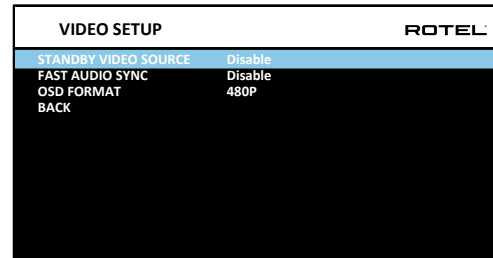 VIDEO SETUP ROTEL
STANDBY VIDEO SOURCE Disable
FAST AUDIO SYNC Disable
OSD FORMAT 480P
BACK